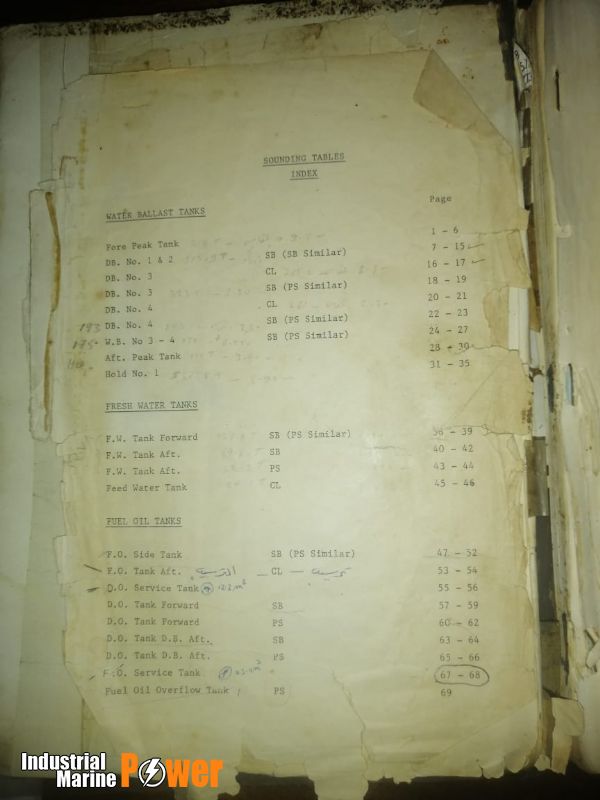 SOUNDING TABLES
INDEX
WATER BALLAST TANKS Page
Fore Peak Tank 1 - 6
DB. No. 1 & 2 SB (SB Similar) 7 - 15
DB. No. 3 CL 16 - 17
DB. No. 3 SB (PS Similar) 18 - 19
DB. No. 4 CL 20 - 21
193 DB. No. 4 SB (PS Similar) 22 - 23
W.B. No 3 - 4 SB (PS Similar) 24 - 27
Aft. Peak Tank 28 - 30
Hold No. 1 31 - 35
FRESH WATER TANKS
F.W. Tank Forward SB (PS Similar) 36 - 39
F.W. Tank Aft. SB 40 - 42
F.W. Tank Aft. PS 43 - 44
Feed Water Tank CL 45 - 46
FUEL OIL TANKS
F.O. Side Tank SB (PS Similar) 47 - 52
F.O. Tank Aft. CL 53 - 54
D.O. Service Tank 55 - 56
D.O. Tank Forward SB 57 - 59
D.O. Tank Forward PS 60 - 62
D.O. Tank D.B. Aft. SB 63 - 64
D.O. Tank D.B. Aft. PS 65 - 66
F.O. Service Tank 67 - 68
Fuel Oil Overflow Tank PS 69
Industrial
Marine Power